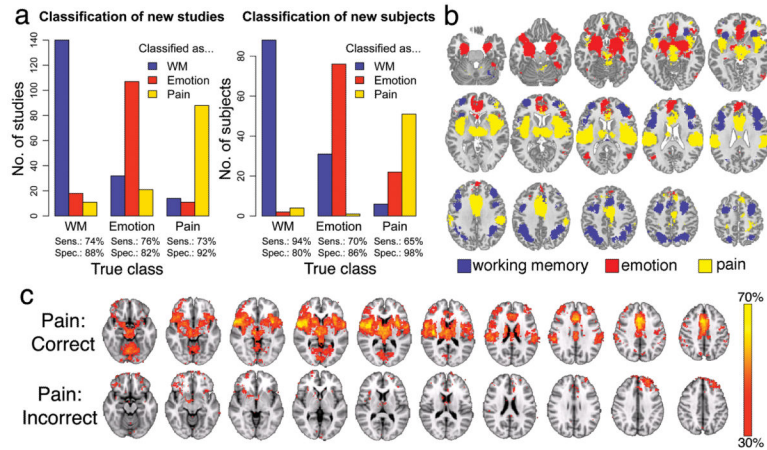 a
Classification of new studies
Classified as...
WM
Emotion
Pain
No. of studies
0 20 40 60 80 100 120 140
WM Emotion Pain
Sens.: 74% Sens.: 76% Sens.: 73%
Spec.: 88% Spec.: 82% Spec.: 92%
True class
Classification of new subjects
Classified as...
WM
Emotion
Pain
No. of subjects
0 20 40 60 80
WM Emotion Pain
Sens.: 94% Sens.: 70% Sens.: 65%
Spec.: 80% Spec.: 86% Spec.: 98%
True class
b
working memory emotion pain
c
Pain:
Correct
Pain:
Incorrect
70%
30%